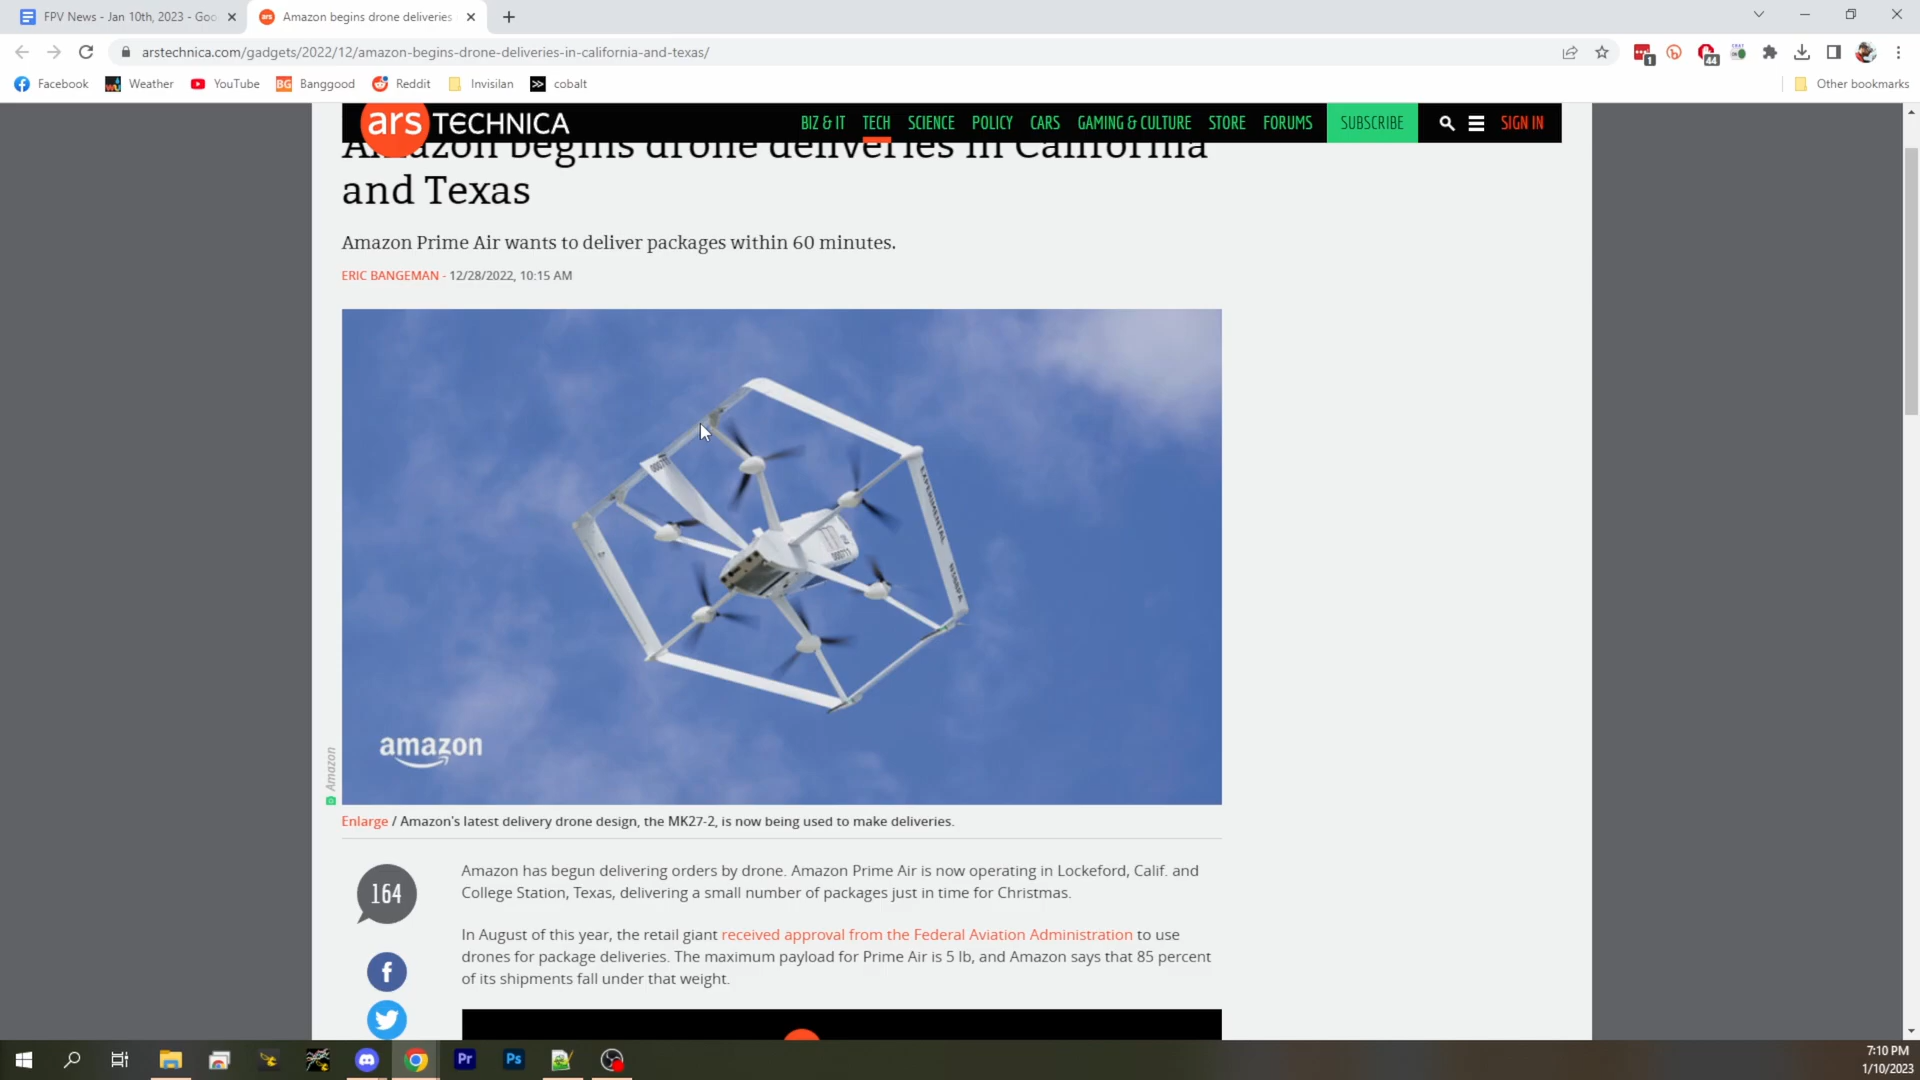 FPV News - Jan 10th, 2023 - Goo
Amazon begins drone deliveries
arstechnica.com/gadgets/2022/12/amazon-begins-drone-deliveries-in-california-and-texas/
1
44
Facebook
Weather
YouTube
BG Banggood
Reddit
Invisilan
cobalt
Other bookmarks
ars TECHNICA
BIZ & IT
TECH
SCIENCE
POLICY
CARS
GAMING & CULTURE
STORE
FORUMS
SUBSCRIBE
SIGN IN
Amazon begins drone deliveries in California
and Texas
Amazon Prime Air wants to deliver packages within 60 minutes.
ERIC BANGEMAN - 12/28/2022, 10:15 AM
EXPERIMENTAL
amazon
Amazon
Enlarge / Amazon's latest delivery drone design, the MK27-2, is now being used to make deliveries.
164
Amazon has begun delivering orders by drone. Amazon Prime Air is now operating in Lockeford, Calif. and
College Station, Texas, delivering a small number of packages just in time for Christmas.
In August of this year, the retail giant received approval from the Federal Aviation Administration to use
drones for package deliveries. The maximum payload for Prime Air is 5 lb, and Amazon says that 85 percent
of its shipments fall under that weight.
Pr
Ps
7:10 PM
1/10/2023